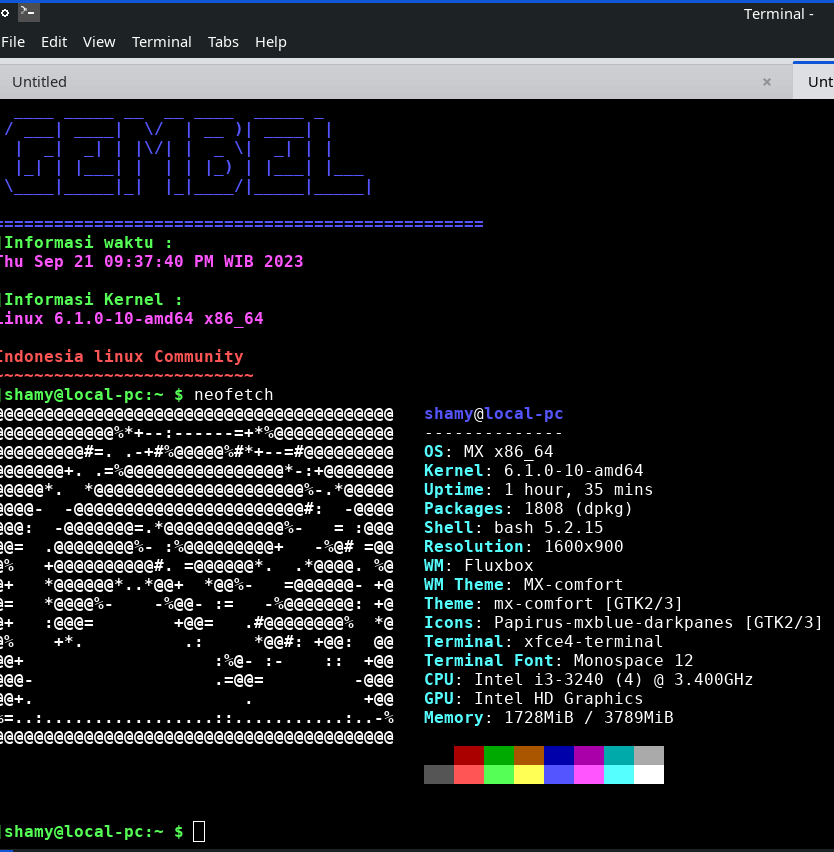 Terminal -
File Edit View Terminal Tabs Help
Untitled
Unt
GEMBEL
================================================
Informasi waktu :
Thu Sep 21 09:37:40 PM WIB 2023
Informasi Kernel :
Linux 6.1.0-10-amd64 x86_64
Indonesia linux Community
~~~~~~~~~~~~~~~~~~~~~~~~~~
shamy@local-pc:~ $ neofetch
shamy@local-pc
--------------
OS: MX x86_64
Kernel: 6.1.0-10-amd64
Uptime: 1 hour, 35 mins
Packages: 1808 (dpkg)
Shell: bash 5.2.15
Resolution: 1600x900
WM: Fluxbox
WM Theme: MX-comfort
Theme: mx-comfort [GTK2/3]
Icons: Papirus-mxblue-darkpanes [GTK2/3]
Terminal: xfce4-terminal
Terminal Font: Monospace 12
CPU: Intel i3-3240 (4) @ 3.400GHz
GPU: Intel HD Graphics
Memory: 1728MiB / 3789MiB
shamy@local-pc:~ $